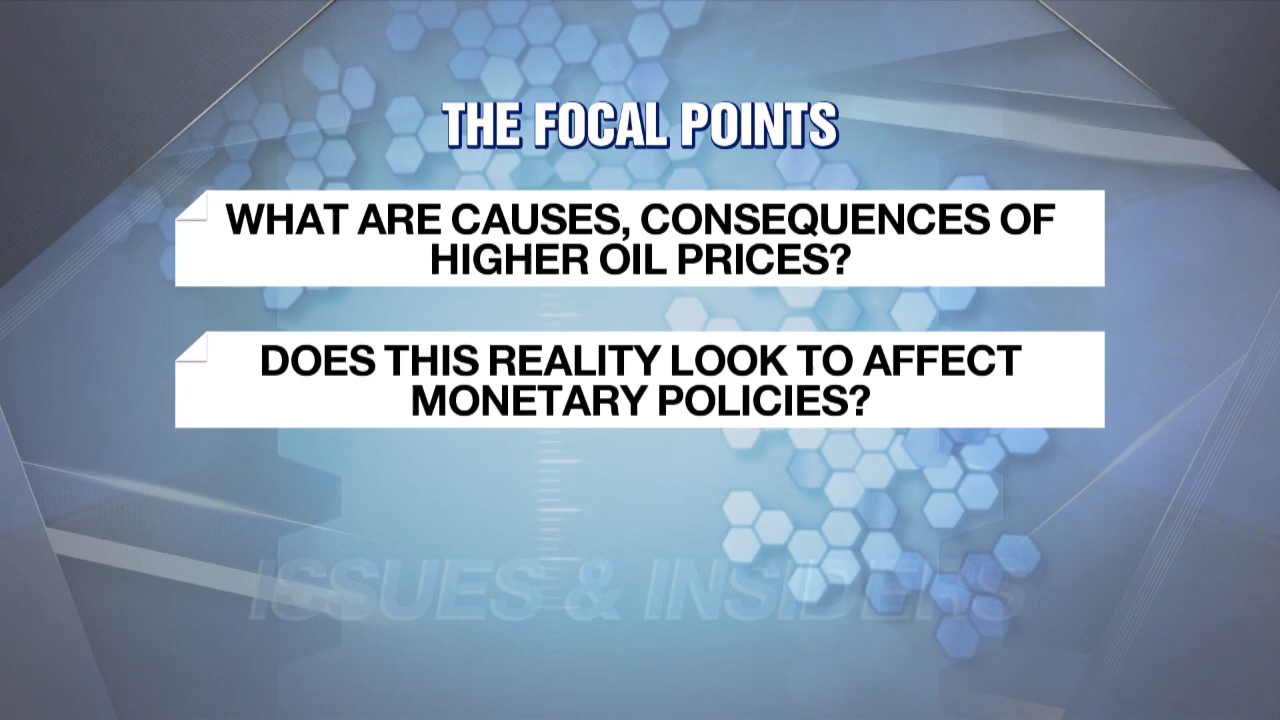 THE FOCAL POINTS
WHAT ARE CAUSES, CONSEQUENCES OF
HIGHER OIL PRICES?
DOES THIS REALITY LOOK TO AFFECT
MONETARY POLICIES?
ISSUES & INSIDERS